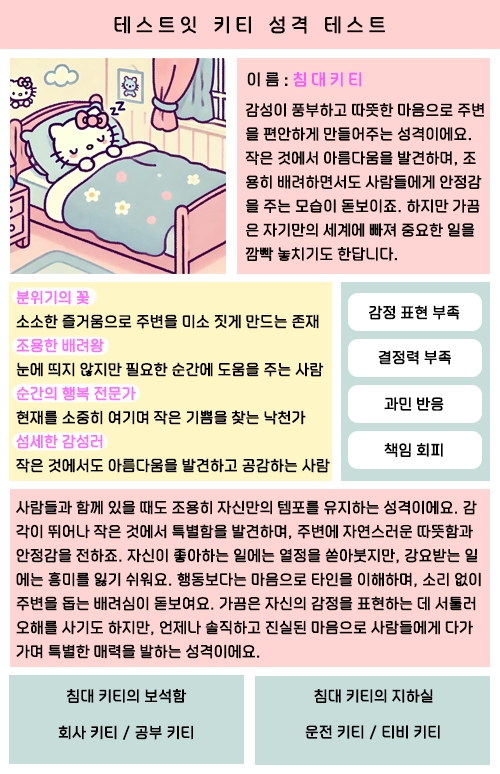 테스트잇 키티 성격 테스트
zz
이름 : 침대키티
감성이 풍부하고 따뜻한 마음으로 주변
을 편안하게 만들어주는 성격이에요.
작은 것에서 아름다움을 발견하며, 조
용히 배려하면서도 사람들에게 안정감
을 주는 모습이 돋보이죠. 하지만 가끔
은 자기만의 세계에 빠져 중요한 일을
깜빡 놓치기도 한답니다.
분위기의 꽃
소소한 즐거움으로 주변을 미소 짓게 만드는 존재
조용한 배려왕
눈에 띄지 않지만 필요한 순간에 도움을 주는 사람
순간의 행복 전문가
현재를 소중히 여기며 작은 기쁨을 찾는 낙천가
섬세한 감성러
작은 것에서도 아름다움을 발견하고 공감하는 사람
감정 표현 부족
결정력 부족
과민 반응
책임 회피
사람들과 함께 있을 때도 조용히 자신만의 템포를 유지하는 성격이에요. 감
각이 뛰어나 작은 것에서 특별함을 발견하며, 주변에 자연스러운 따뜻함과
안정감을 전하죠. 자신이 좋아하는 일에는 열정을 쏟아붓지만, 강요받는 일
에는 흥미를 잃기 쉬워요. 행동보다는 마음으로 타인을 이해하며, 소리 없이
주변을 돕는 배려심이 돋보여요. 가끔은 자신의 감정을 표현하는 데 서툴러
오해를 사기도 하지만, 언제나 솔직하고 진실된 마음으로 사람들에게 다가
가며 특별한 매력을 발하는 성격이에요.
침대 키티의 보석함
회사 키티 / 공부 키티
침대 키티의 지하실
운전 키티 / 티비 키티